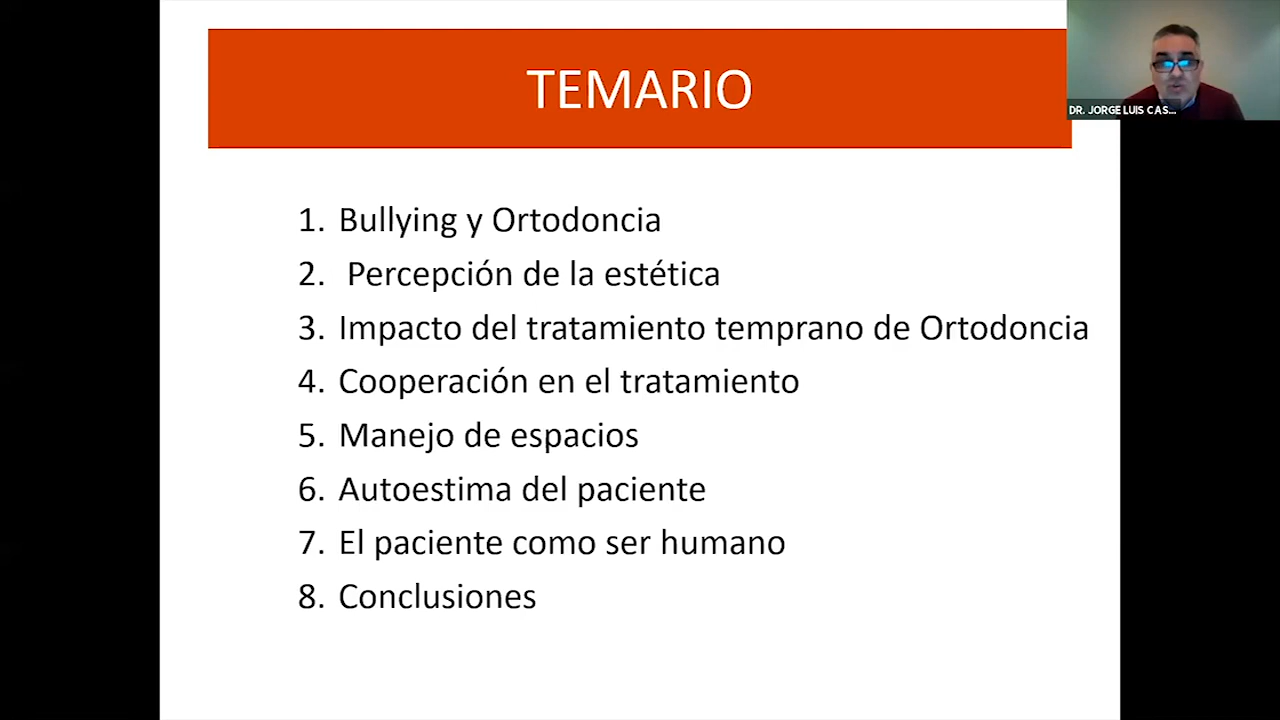 TEMARIO
DR. JORGE LUIS CAS...
1. Bullying y Ortodoncia
2. Percepción de la estética
3. Impacto del tratamiento temprano de Ortodoncia
4. Cooperación en el tratamiento
5. Manejo de espacios
6. Autoestima del paciente
7. El paciente como ser humano
8. Conclusiones